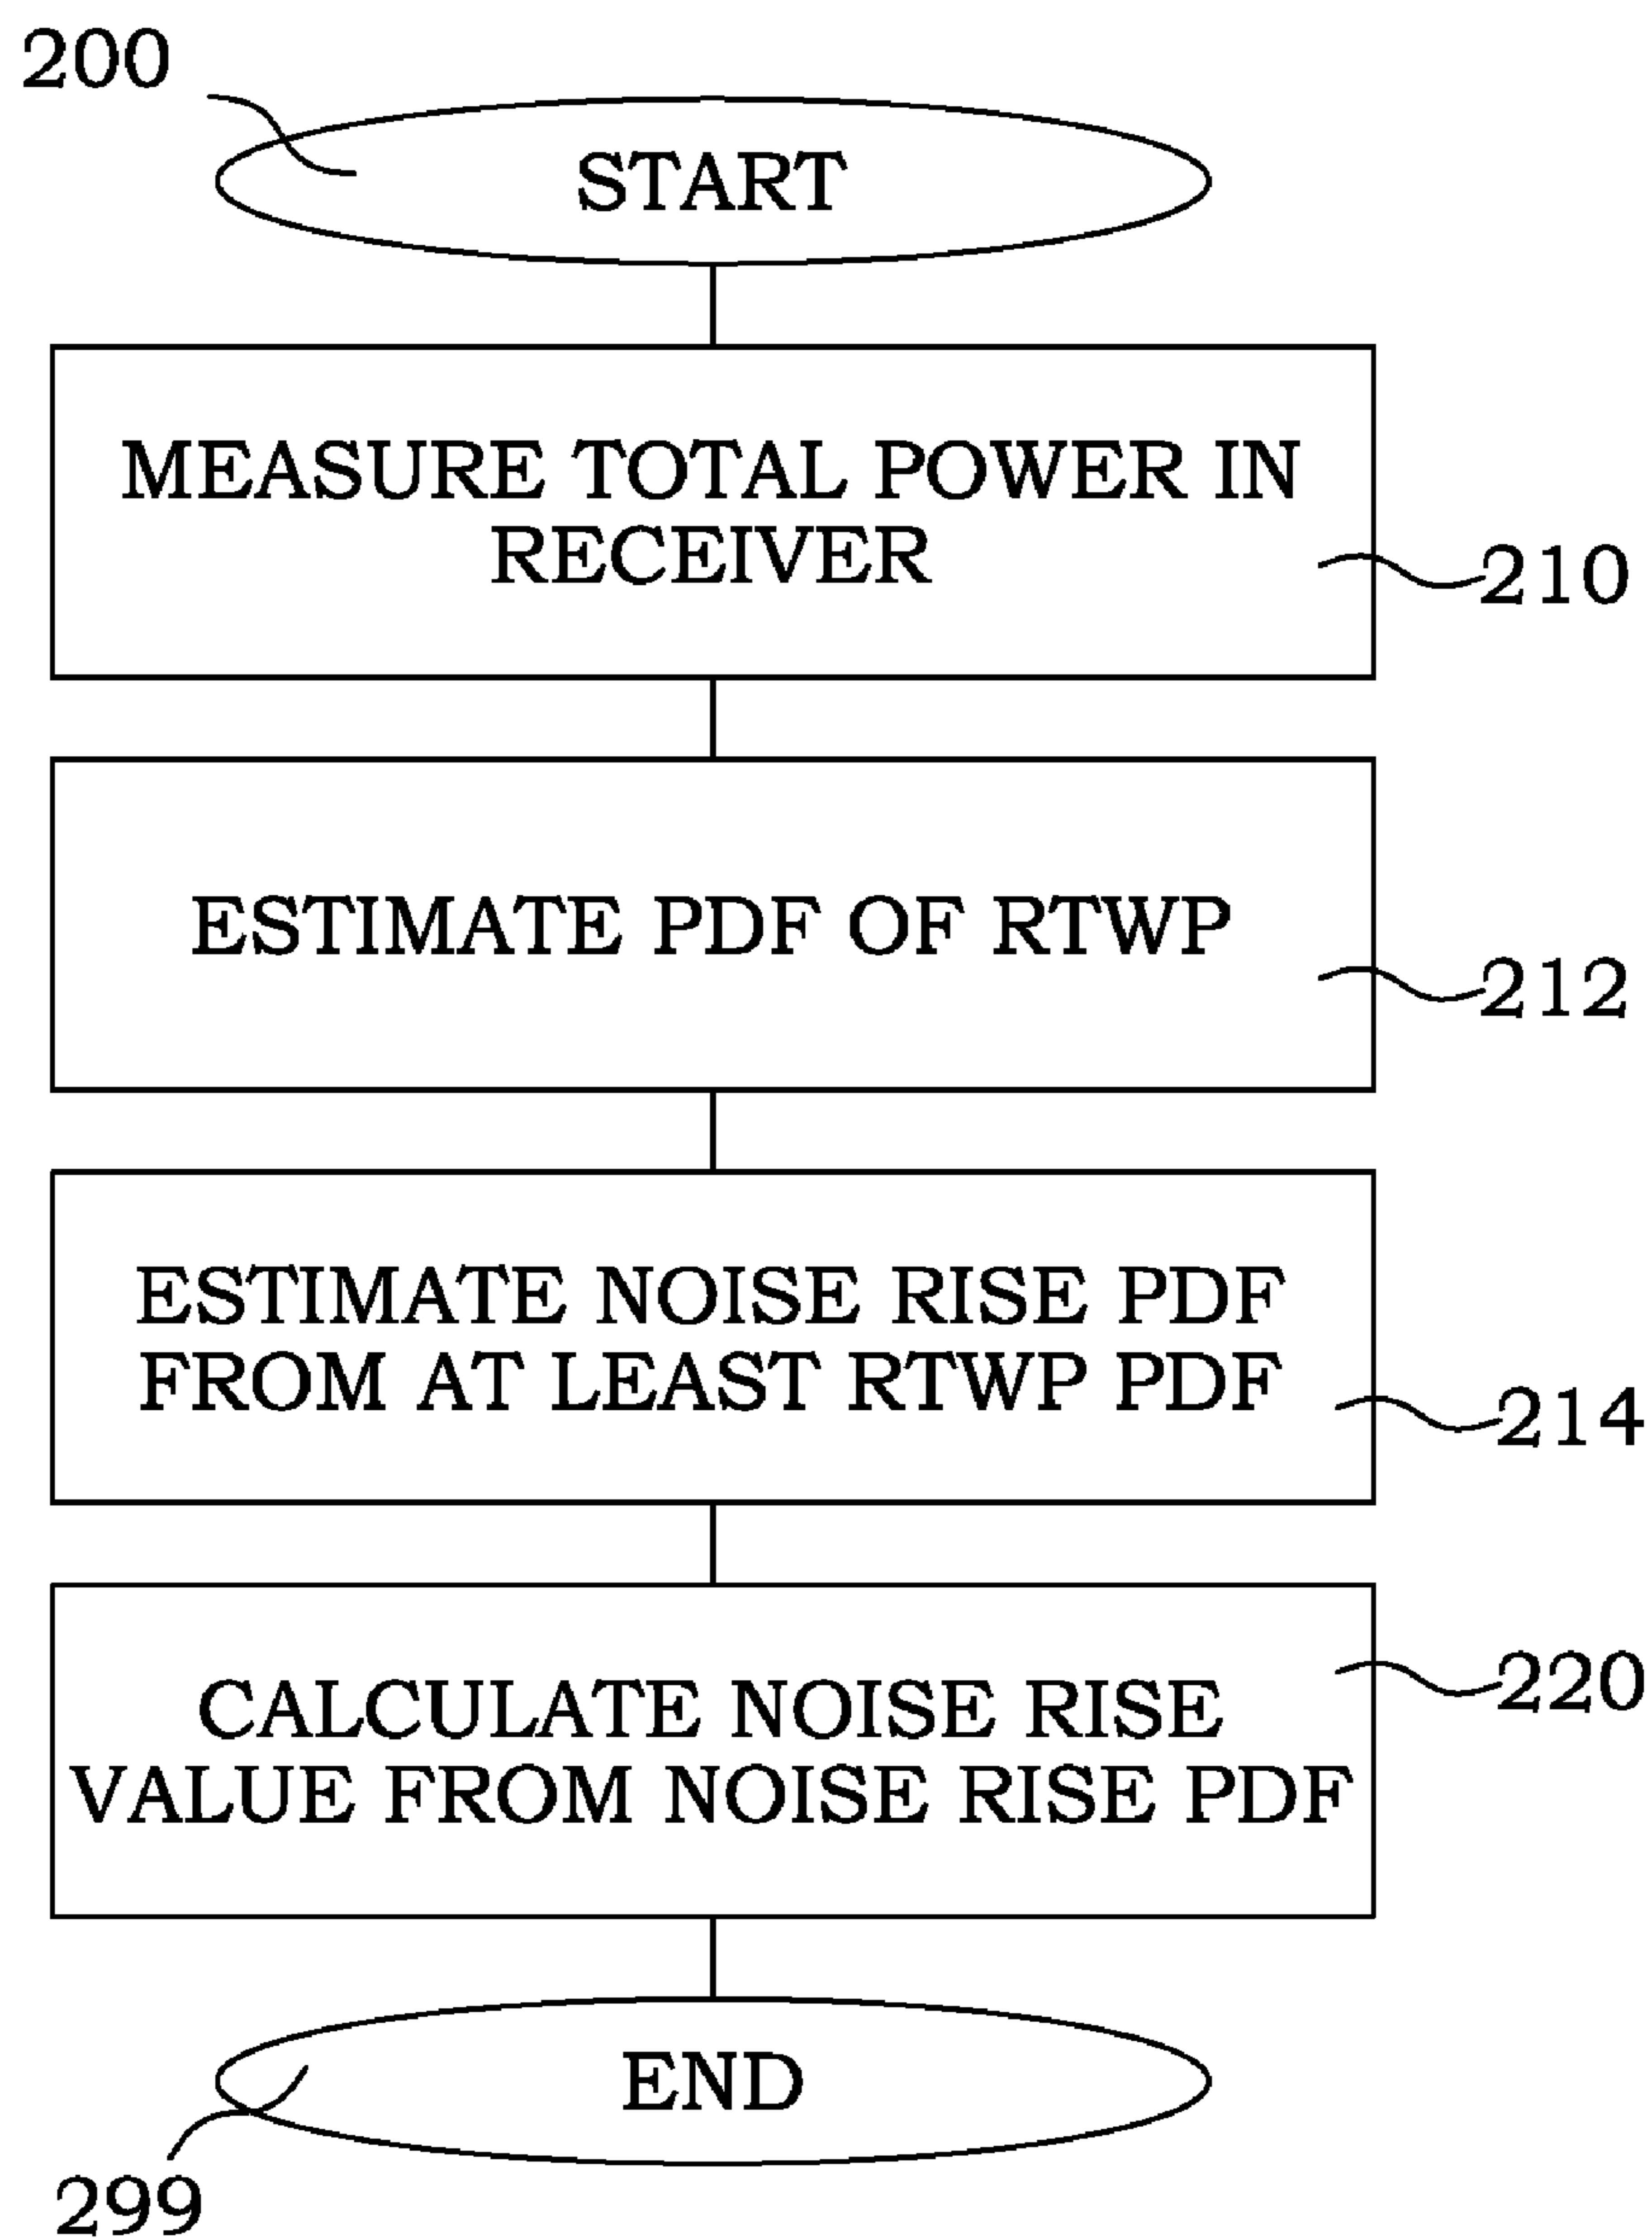 200
START
MEASURE TOTAL POWER IN
RECEIVER
210
ESTIMATE PDF OF RTWP
212
ESTIMATE NOISE RISE PDF
FROM AT LEAST RTWP PDF
214
220
CALCULATE NOISE RISE
VALUE FROM NOISE RISE PDF
END
299